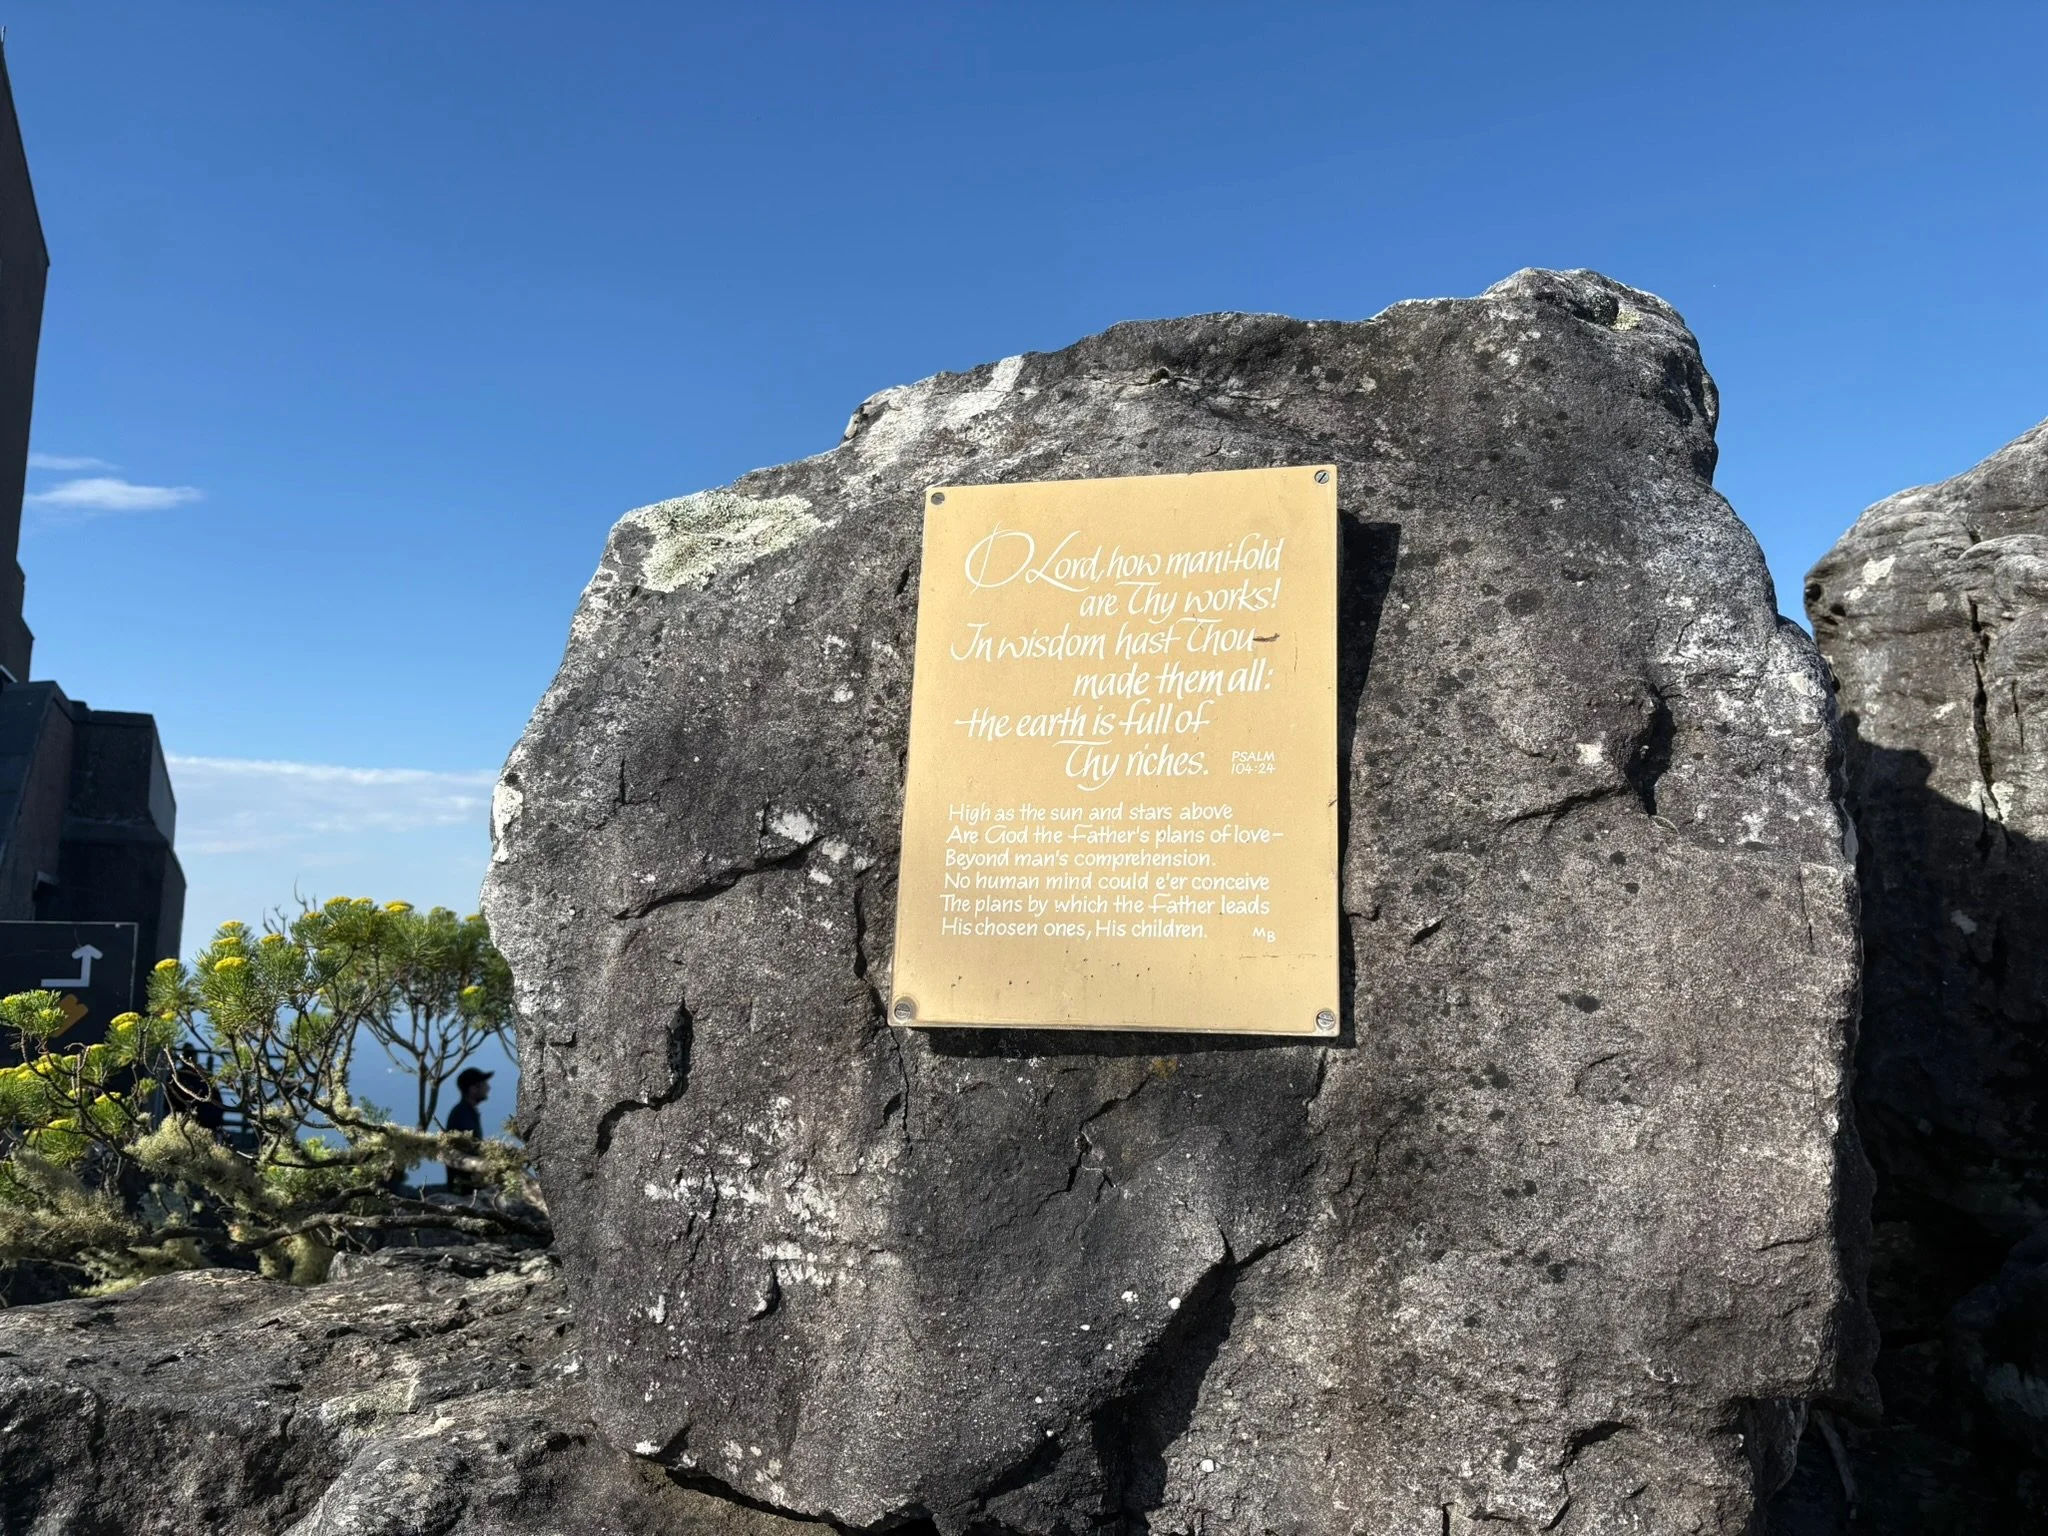 O Lord, how manifold
are Thy works!
In wisdom hast Thou
made them all:
the earth is full of
Thy riches. PSALM
104:24
High as the sun and stars above
Are God the Father's plans of love–
Beyond man's comprehension.
No human mind could e'er conceive
The plans by which the Father leads
His chosen ones, His children. MB